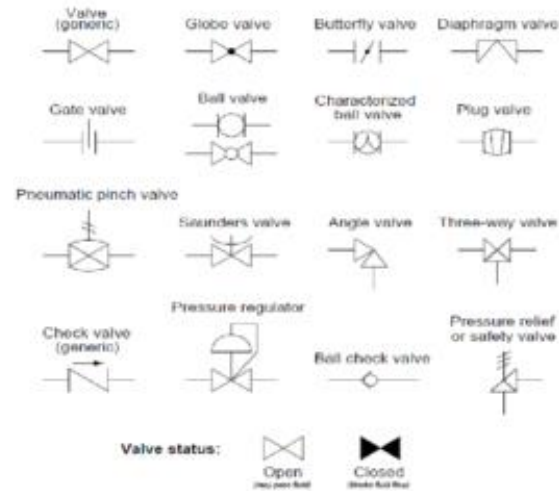 Valve
(generic)
Globe valve
Butterfly valve
Diaphragm valve
Gate valve
Ball valve
Characterized
ball valve
Plug valve
Pneumatic pinch valve
Saunders valve
Angle valve
Three-way valve
Check valve
(generic)
Pressure regulator
Ball check valve
Pressure relief
or safety valve
Valve status:
Open
Closed